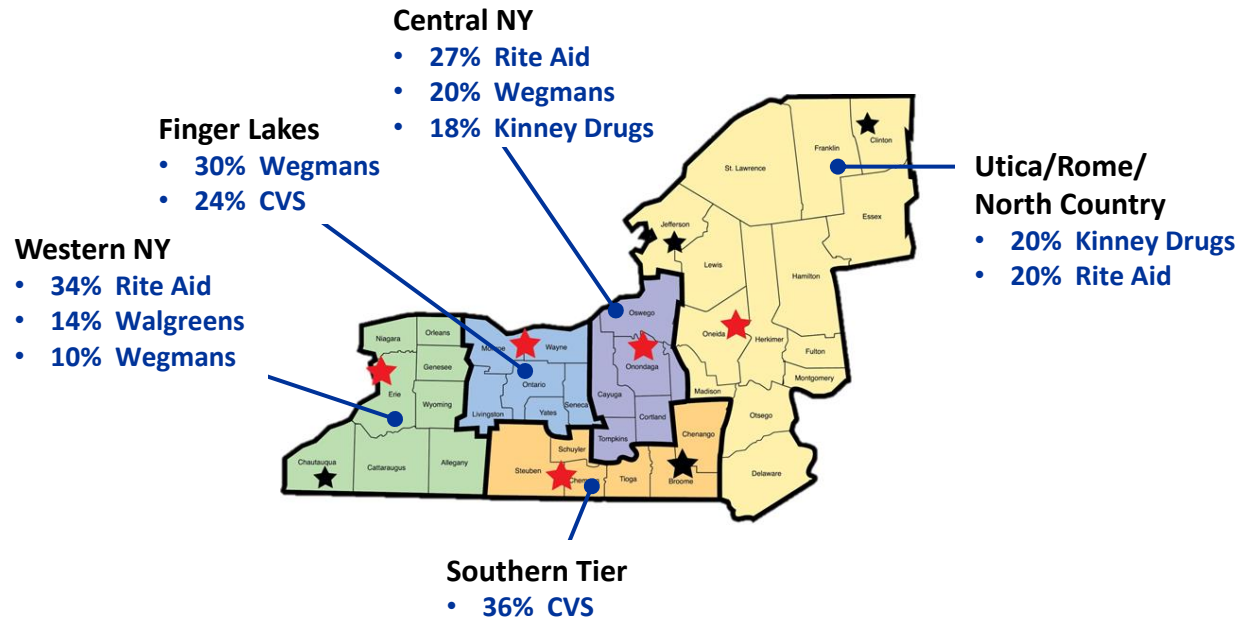 Central NY
• 27% Rite Aid
• 20% Wegmans
• 18% Kinney Drugs
Finger Lakes
• 30% Wegmans
• 24% CVS
Western NY
• 34% Rite Aid
• 14% Walgreens
• 10% Wegmans
Utica/Rome/
North Country
• 20% Kinney Drugs
• 20% Rite Aid
Clinton
Franklin
St. Lawrence
Essex
Jefferson
Lewis
Hamilton
Oswego
Oneida
Herkimer
Fulton
Montgomery
Madison
Otsego
Delaware
Niagara
Orleans
Genesee
Erie
Wyoming
Chautauqua
Cattaraugus
Allegany
Monroe
Wayne
Ontario
Livingston
Yates
Seneca
Onondaga
Cayuga
Cortland
Tompkins
Chenango
Schuyler
Steuben
Tioga
Broome
Southern Tier
• 36% CVS